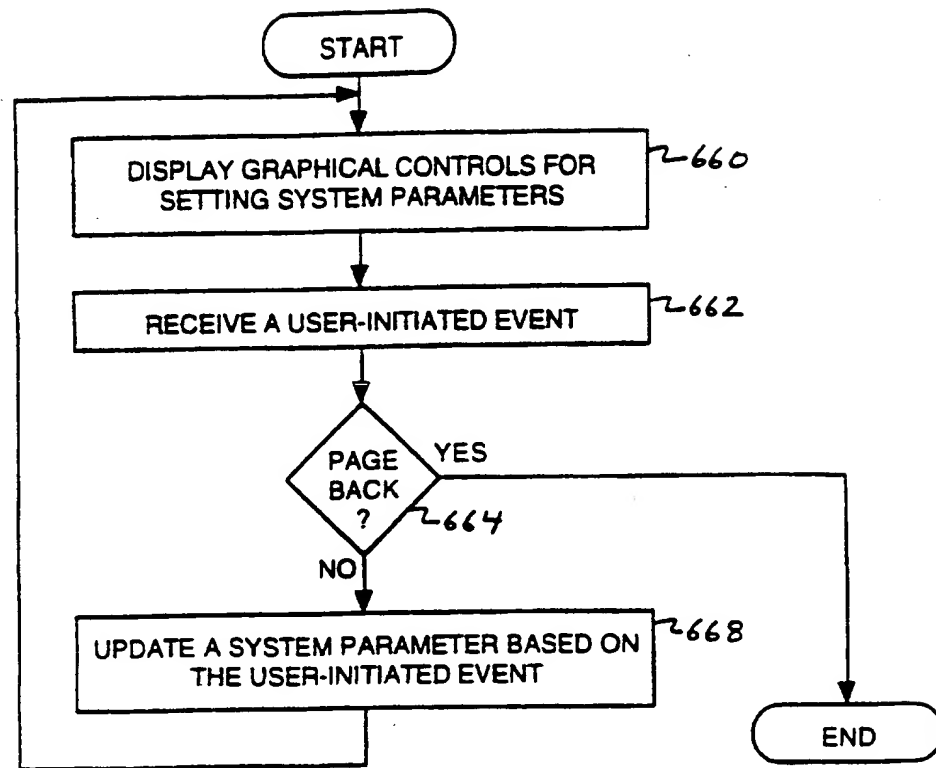 START
DISPLAY GRAPHICAL CONTROLS FOR
SETTING SYSTEM PARAMETERS
660
RECEIVE A USER-INITIATED EVENT
662
PAGE
BACK
?
YES
664
NO
UPDATE A SYSTEM PARAMETER BASED ON
THE USER-INITIATED EVENT
668
END